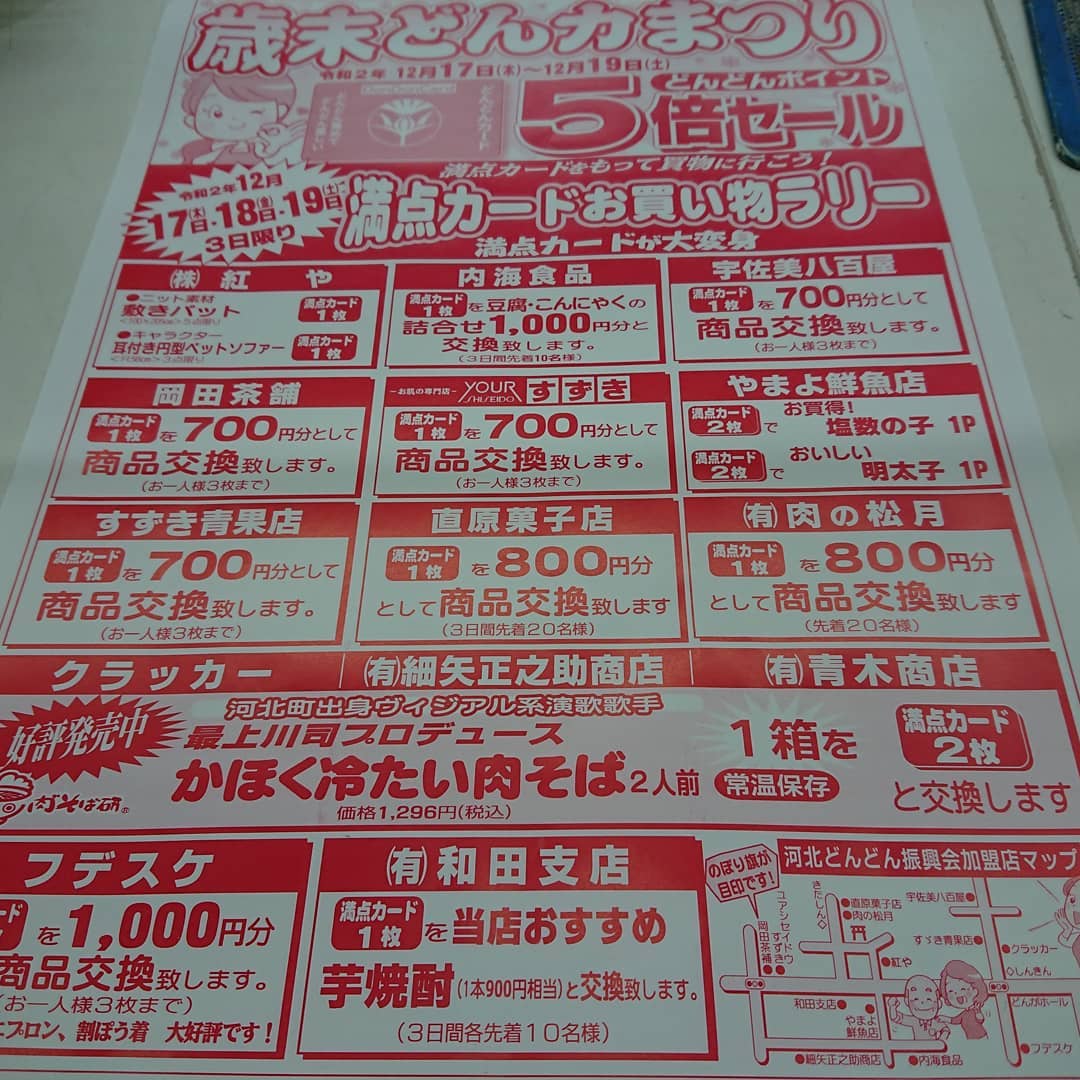 歳末どん力まつり
令和2年 12月17日(木)～12月19日(土)
どんどんポイント
5倍セール
DonDonCard
どんどんカード
満点カードをもって買物に行こう！
令和2年12月
17日(木)・18日(金)・19日(土)
3日限り
満点カードお買い物ラリー
満点カードが大変身
㈱紅や
●ニット素材
敷きパット
満点カード1枚
●キャラクター
耳付き円型ペットソファー
満点カード1枚
内海食品
満点カード1枚を豆腐・こんにゃくの
詰合せ1,000円分と
交換致します。
(3日間先着10名様)
宇佐美八百屋
満点カード1枚を700円分として
商品交換致します。
(お一人様3枚まで)
岡田茶舗
満点カード1枚を700円分として
商品交換致します。
(お一人様3枚まで)
−お肌の専門店−YOUR SHISEIDO すずき
満点カード1枚を700円分として
商品交換致します。
(お一人様3枚まで)
やまよ鮮魚店
満点カード2枚で お買得！塩数の子 1P
満点カード2枚で おいしい明太子 1P
すずき青果店
満点カード1枚を700円分として
商品交換致します。
(お一人様3枚まで)
直原菓子店
満点カード1枚を800円分
として商品交換致します
(3日間先着20名様)
㈲肉の松月
満点カード1枚を800円分
として商品交換致します
(先着20名様)
クラッカー
㈲細矢正之助商店
㈲青木商店
好評発売中
肉そば研®
河北町出身ヴィジアル系演歌歌手
最上川司プロデュース
かほく冷たい肉そば2人前
価格1,296円(税込)
1箱を
常温保存
満点カード2枚
と交換します
フデスケ
を1,000円分
商品交換致します。
(お一人様3枚まで)
エプロン、割ぽう着 大好評です！
㈲和田支店
満点カード1枚を当店おすすめ
芋焼酎(1本900円相当)と交換致します。
(3日間各先着10名様)
のぼり旗が
目印です！
河北どんどん振興会加盟店マップ
きだしん◇
●直原菓子店
●肉の松月
宇佐美八百屋●
すゞき青果店●
●クラッカー
◇しんきん
●紅や
岡田茶補
和田支店●
●やまよ
鮮魚店
どんがホール
●フデスケ
●細矢正之助商店
●内海食品